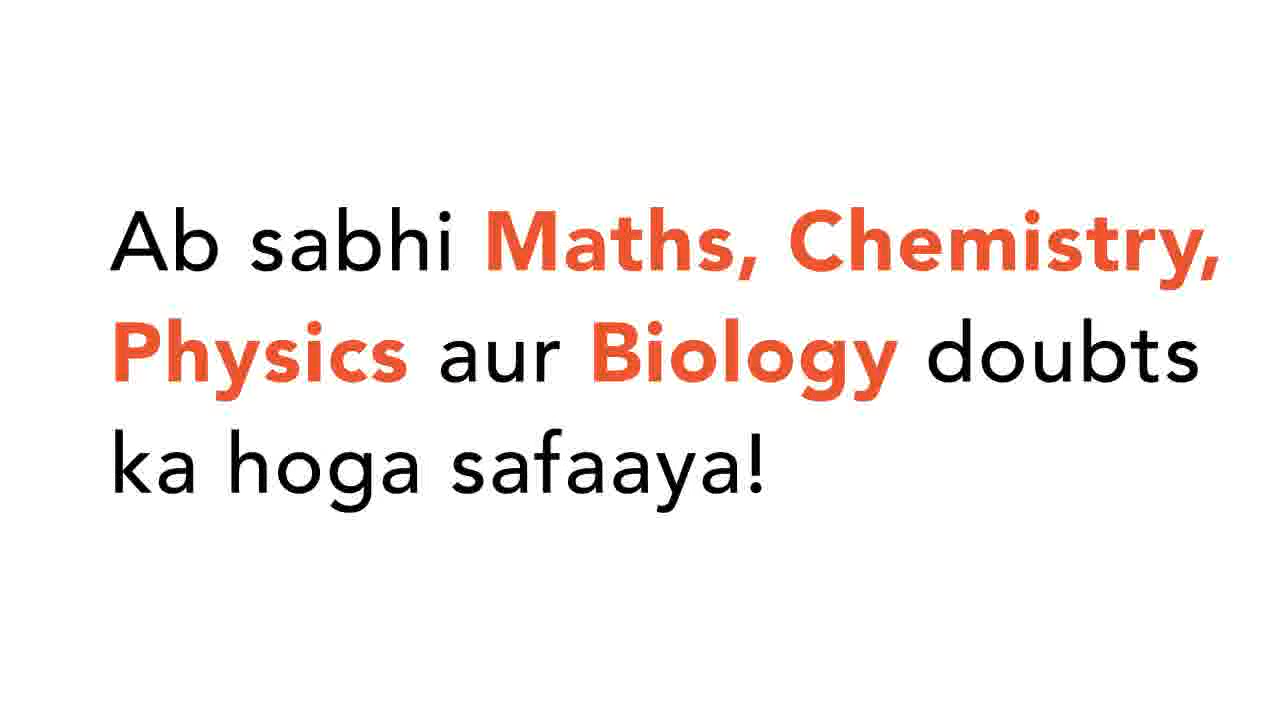 Ab sabhi Maths, Chemistry,
Physics aur Biology doubts
ka hoga safaaya!